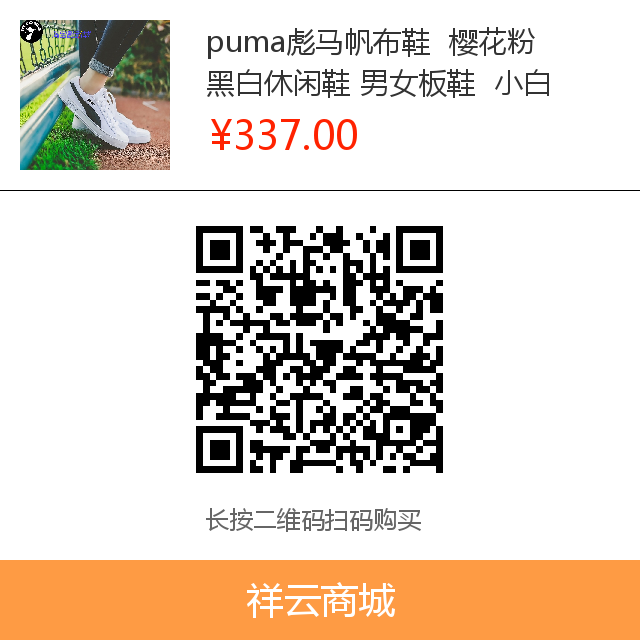 puma彪马帆布鞋 樱花粉
黑白休闲鞋 男女板鞋 小白
¥337.00
长按二维码扫码购买
祥云商城